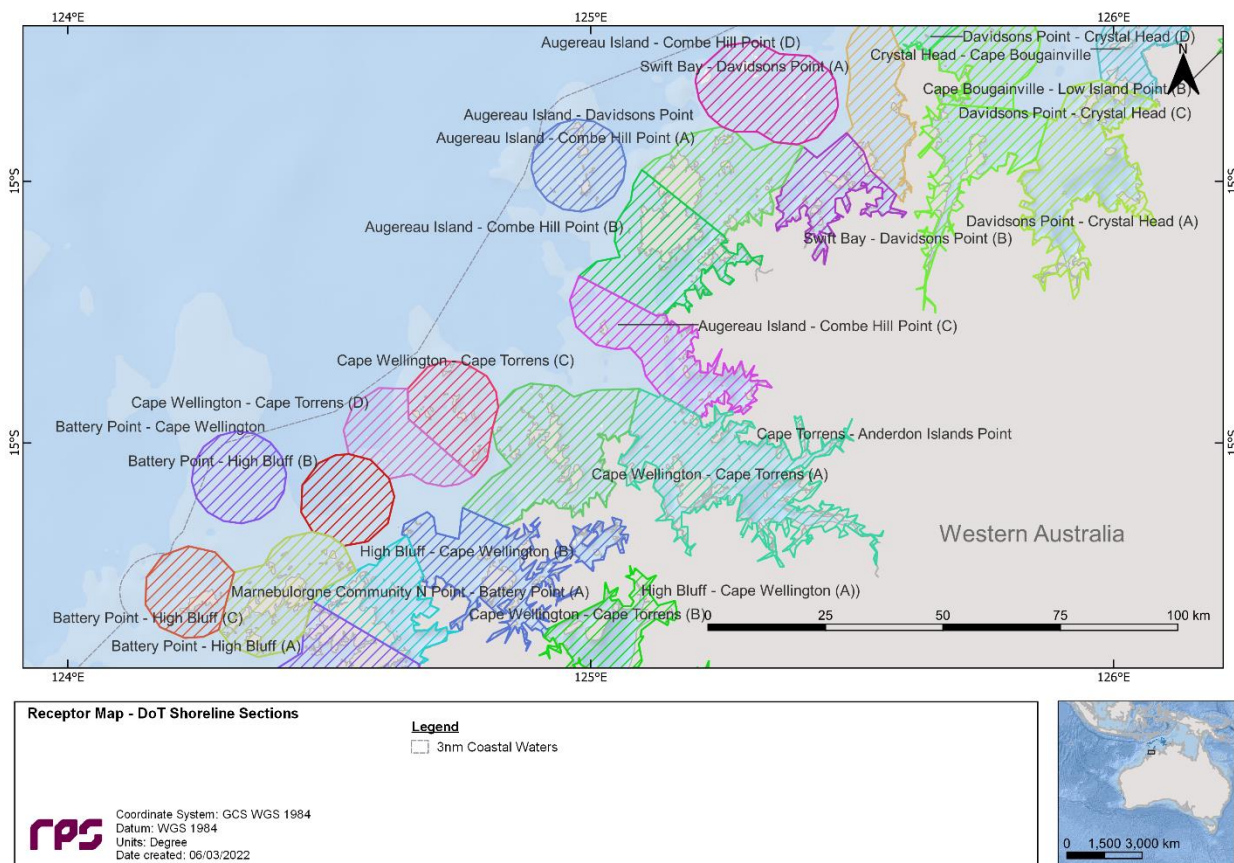 124°E
125°E
126°E
Augereau Island - Combe Hill Point (D)
Davidsons Point - Crystal Head (D)
N
Crystal Head - Cape Bougainville
Swift Bay - Davidsons Point (A)
Cape Bougainville - Low Island Point (B)
Augereau Island - Davidsons Point
Davidsons Point - Crystal Head (C)
Augereau Island - Combe Hill Point (A)
15°S
15°S
Augereau Island - Combe Hill Point (B)
Davidsons Point - Crystal Head (A)
Swift Bay - Davidsons Point (B)
Augereau Island - Combe Hill Point (C)
Cape Wellington - Cape Torrens (C)
Cape Wellington - Cape Torrens (D)
Battery Point - Cape Wellington
Cape Torrens - Anderdon Islands Point
15°S
15°S
Battery Point - High Bluff (B)
Cape Wellington - Cape Torrens (A)
Western Australia
High Bluff - Cape Wellington (B)
Marnebulorgne Community N Point - Battery Point (A)
High Bluff - Cape Wellington (A)
Battery Point - High Bluff (C)
Cape Wellington - Cape Torrens (B)
0 25 50 75 100 km
Battery Point - High Bluff (A)
124°E
125°E
126°E
Receptor Map - DoT Shoreline Sections
Legend
3nm Coastal Waters
rps
Coordinate System: GCS WGS 1984
Datum: WGS 1984
Units: Degree
Date created: 06/03/2022
0 1,500 3,000 km